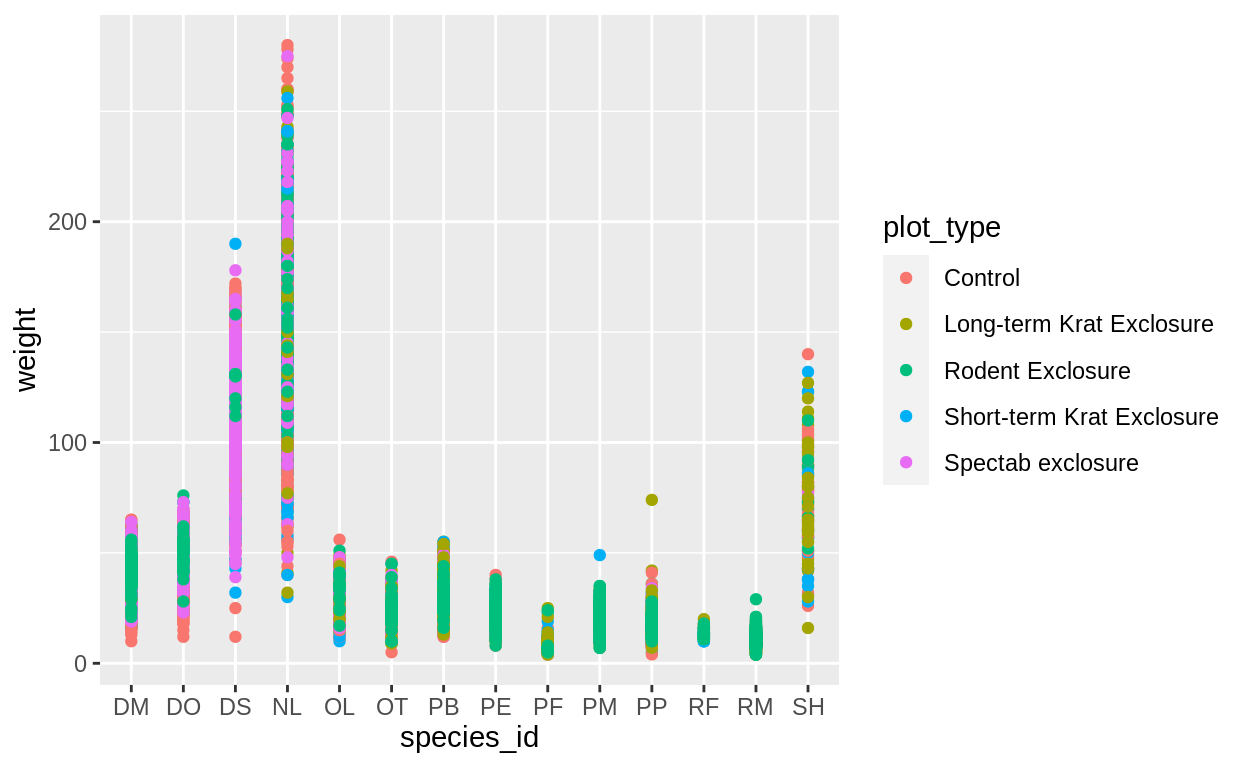 weight
200
100
0
DM DO DS NL OL OT PB PE PF PM PP RF RM SH
species_id
plot_type
Control
Long-term Krat Exclosure
Rodent Exclosure
Short-term Krat Exclosure
Spectab exclosure